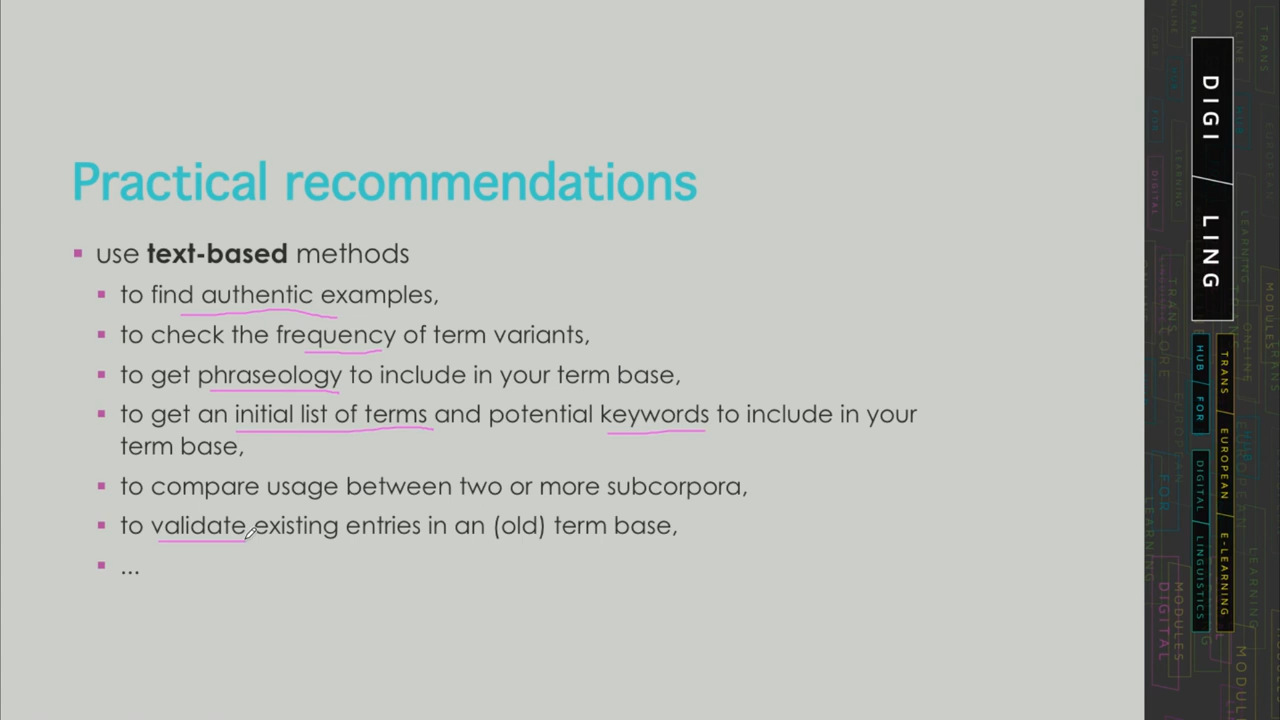 Practical recommendations
▪ use text-based methods
▪ to find authentic examples,
▪ to check the frequency of term variants,
▪ to get phraseology to include in your term base,
▪ to get an initial list of terms and potential keywords to include in your
term base,
▪ to compare usage between two or more subcorpora,
▪ to validate existing entries in an (old) term base,
▪ ...
DIGI / LING
HUB / FOR / DIGITAL / LINGUISTICS
TRANS / EUROPEAN / E-LEARNING